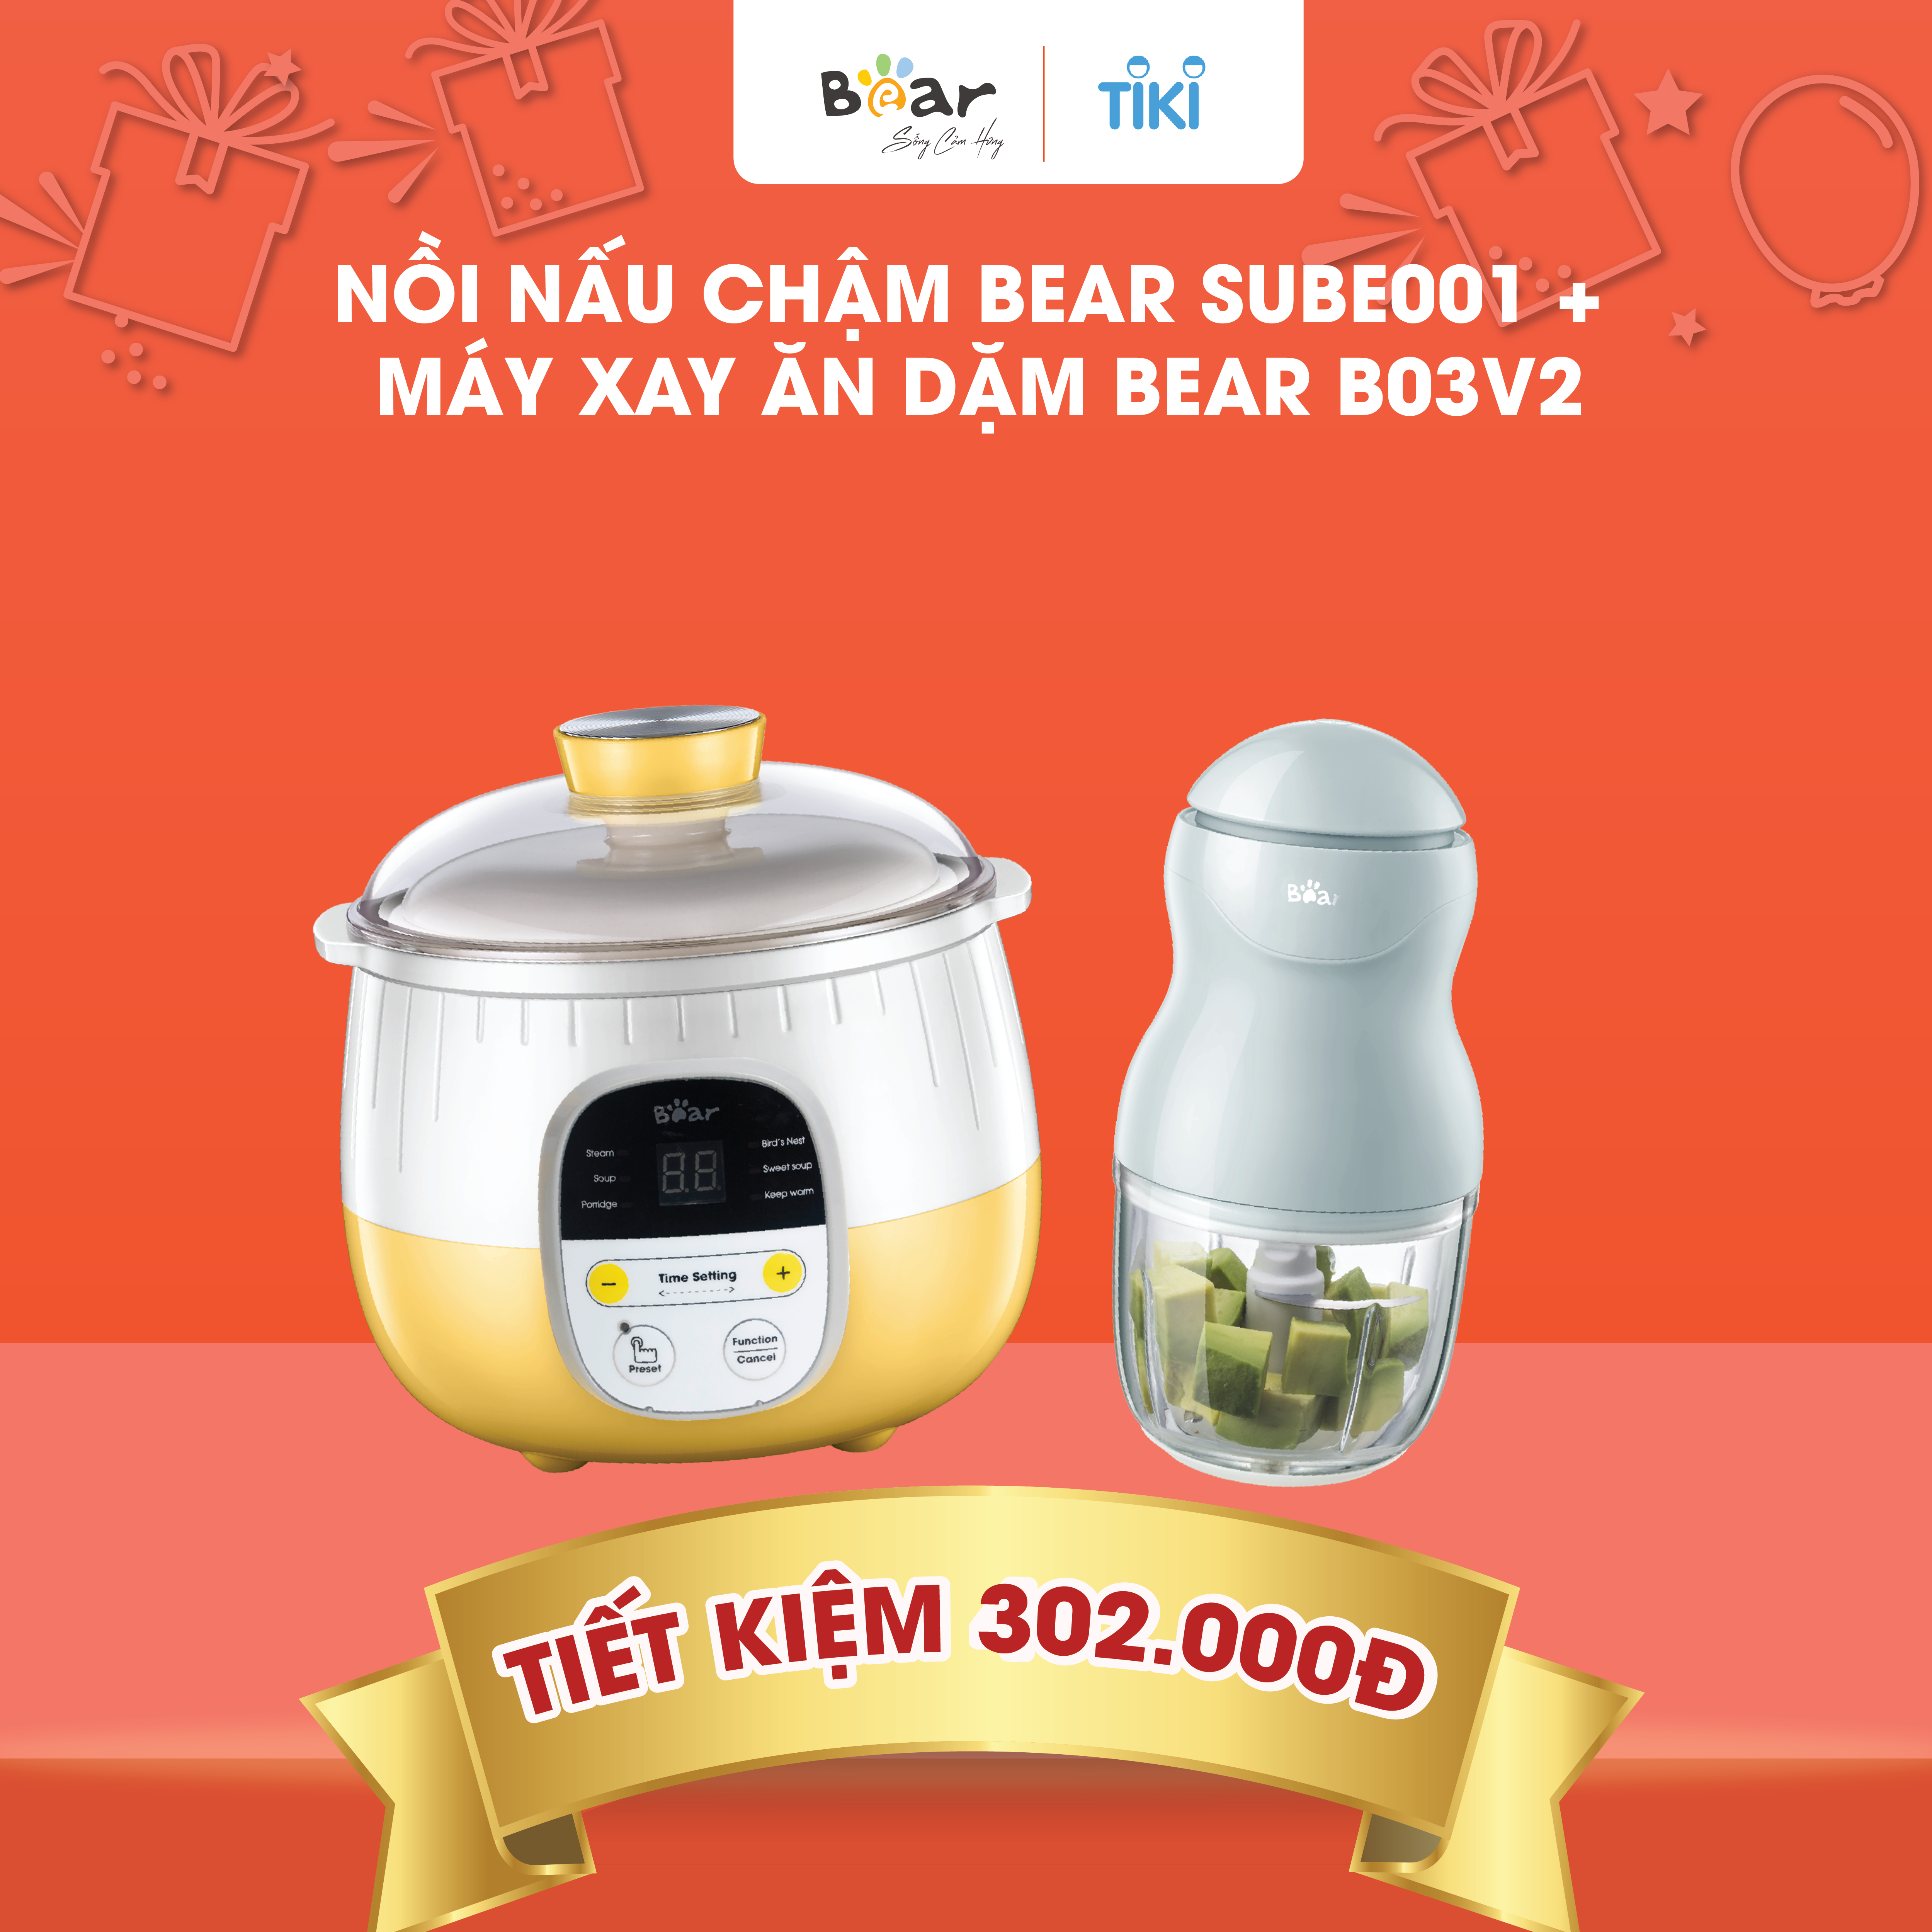 Bear
Sống Cảm Hứng
TIKI
NỒI NẤU CHẬM BEAR SUBE001 +
MÁY XAY ĂN DẶM BEAR B03V2
Bear
Bear
Steam
Soup
Porridge
88
Bird's Nest
Sweet soup
Keep warm
− Time Setting +
Preset
Function
Cancel
TIẾT KIỆM 302.000Đ